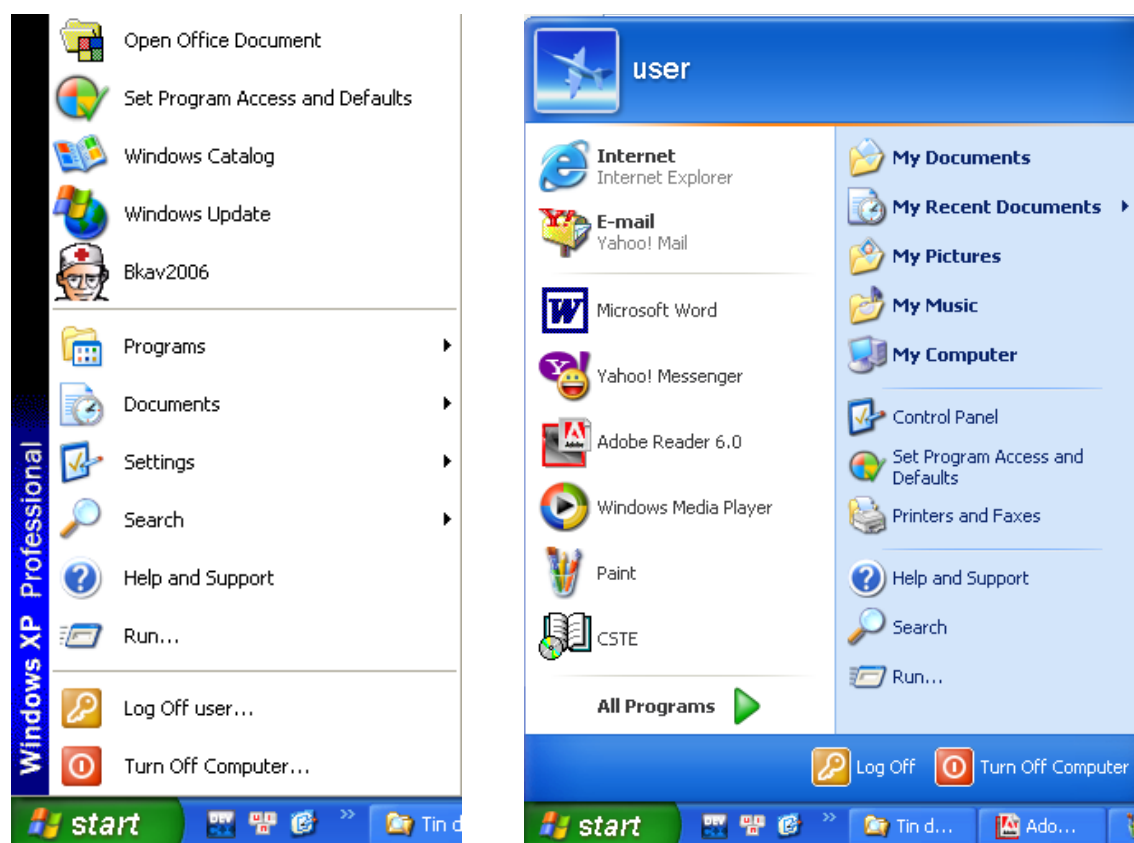 Open Office Document
Set Program Access and Defaults
Windows Catalog
Windows Update
Bkav2006
Programs
Documents
Settings
Search
Help and Support
Run...
Log Off user...
Turn Off Computer...
Windows XP Professional
start
Tin d
user
Internet
Internet Explorer
E-mail
Yahoo! Mail
Microsoft Word
Yahoo! Messenger
Adobe Reader 6.0
Windows Media Player
Paint
CSTE
All Programs
My Documents
My Recent Documents
My Pictures
My Music
My Computer
Control Panel
Set Program Access and
Defaults
Printers and Faxes
Help and Support
Search
Run...
Log Off
Turn Off Computer
start
Tin d...
Ado...